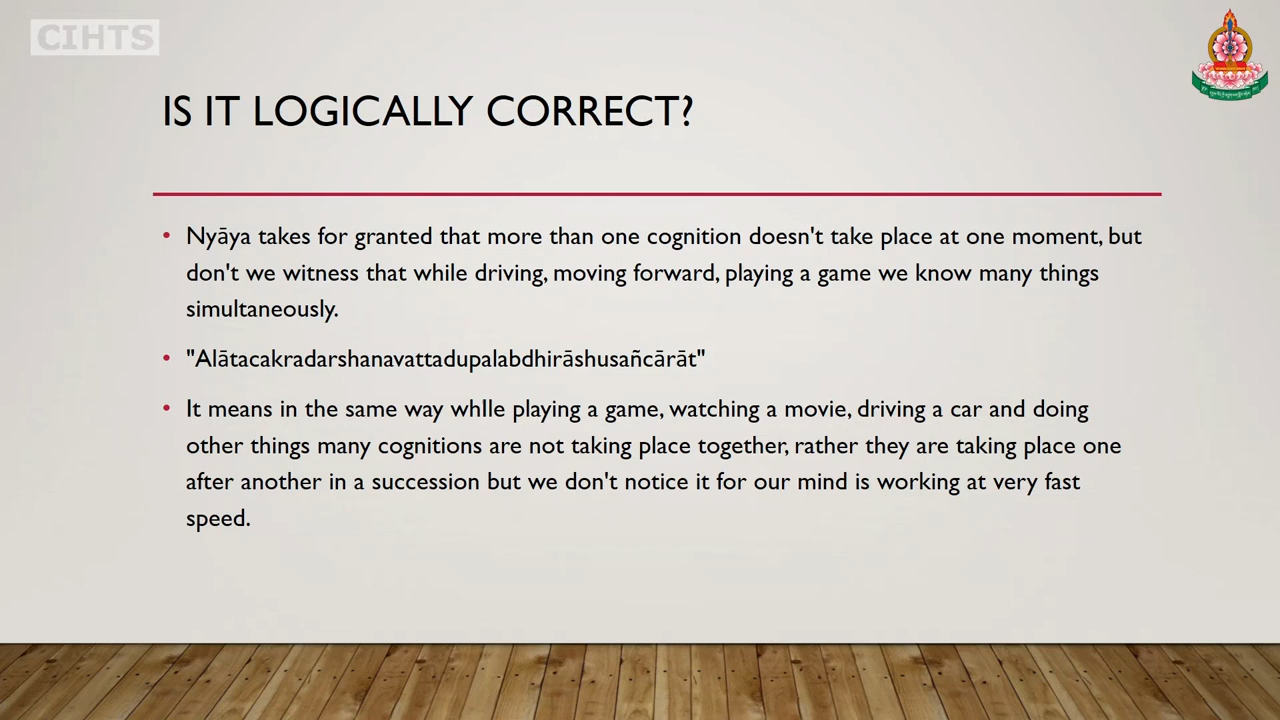 CIHTS
IS IT LOGICALLY CORRECT?
• Nyāya takes for granted that more than one cognition doesn't take place at one moment, but
don't we witness that while driving, moving forward, playing a game we know many things
simultaneously.
• "Alātacakradarshanavattadupalabdhirāshusañcārāt"
• It means in the same way whIle playing a game, watching a movie, driving a car and doing
other things many cognitions are not taking place together, rather they are taking place one
after another in a succession but we don't notice it for our mind is working at very fast
speed.